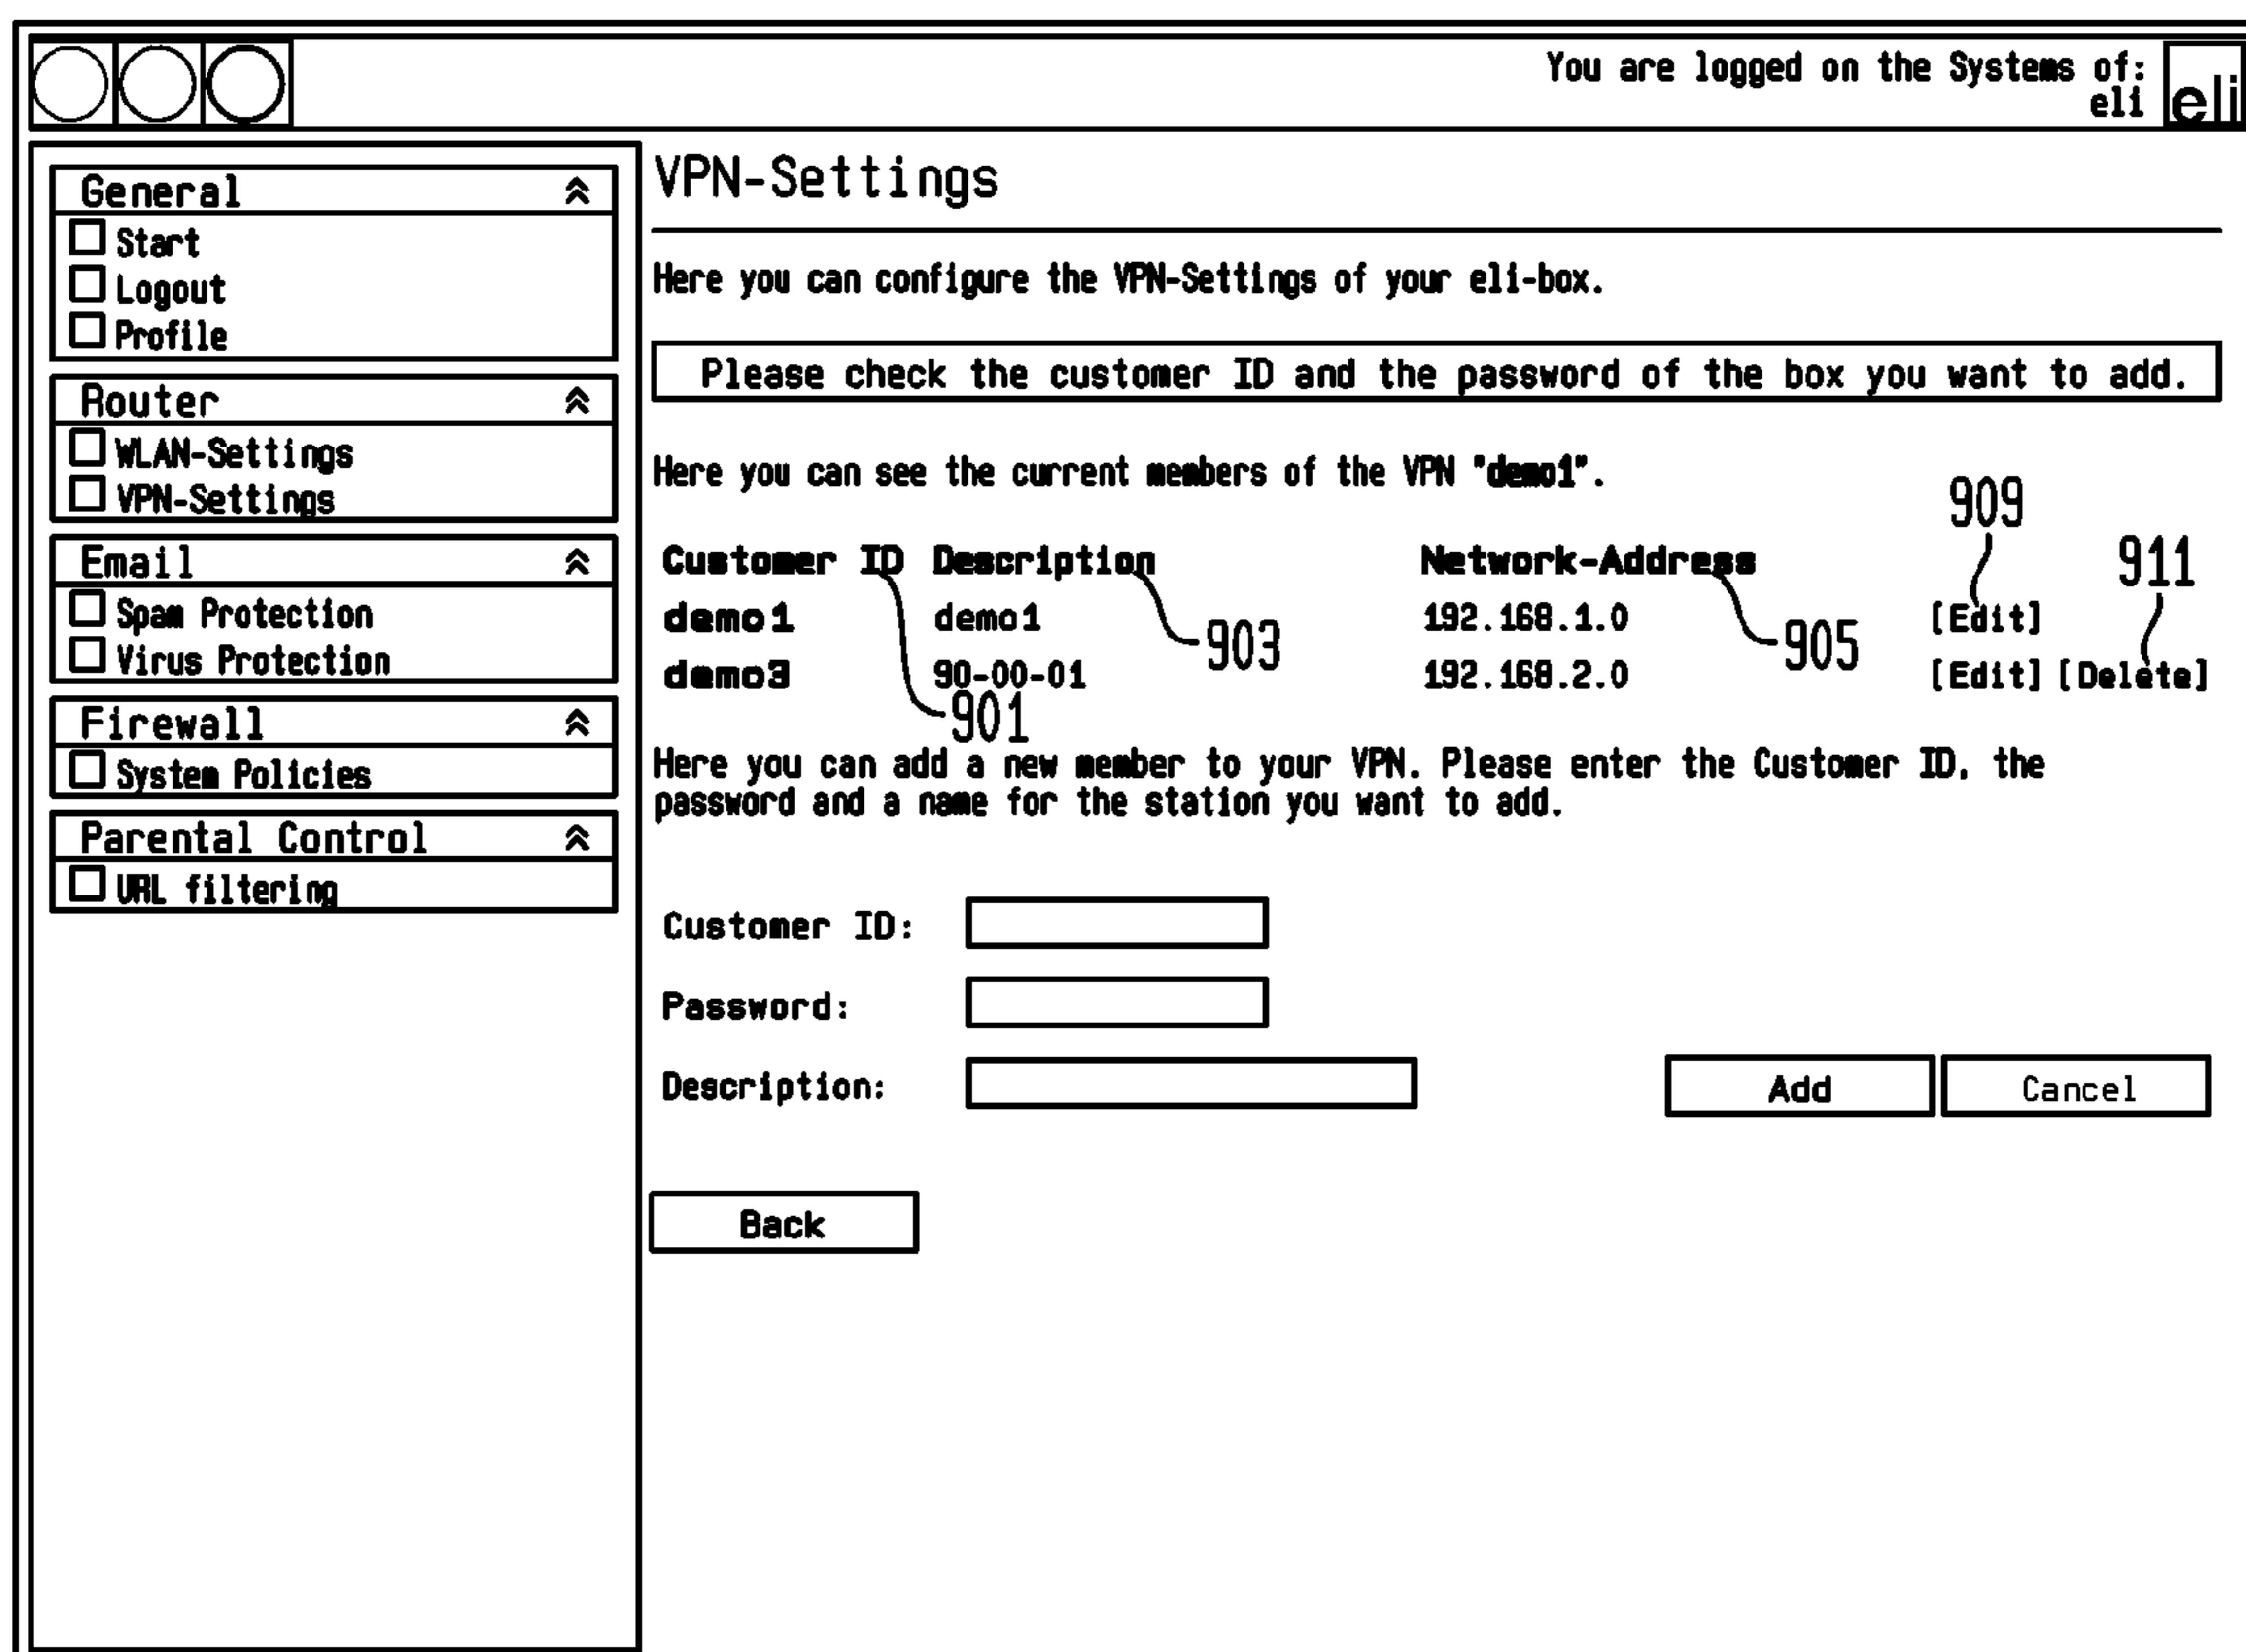 You are logged on the Systems of:
eli
eli
General
Start
Logout
Profile
Router
WLAN-Settings
VPN-Settings
Email
Spam Protection
Virus Protection
Firewall
System Policies
Parental Control
URL filtering
VPN-Settings
Here you can configure the VPN-Settings of your eli-box.
Please check the customer ID and the password of the box you want to add.
Here you can see the current members of the VPN "demo1".
909
911
Customer ID Description Network-Address
demo1 demo1 192.168.1.0 [Edit]
903
905
demo3 90-00-01 192.168.2.0 [Edit] [Delete]
901
Here you can add a new member to your VPN. Please enter the Customer ID, the
password and a name for the station you want to add.
Customer ID:
Password:
Description:
Add Cancel
Back